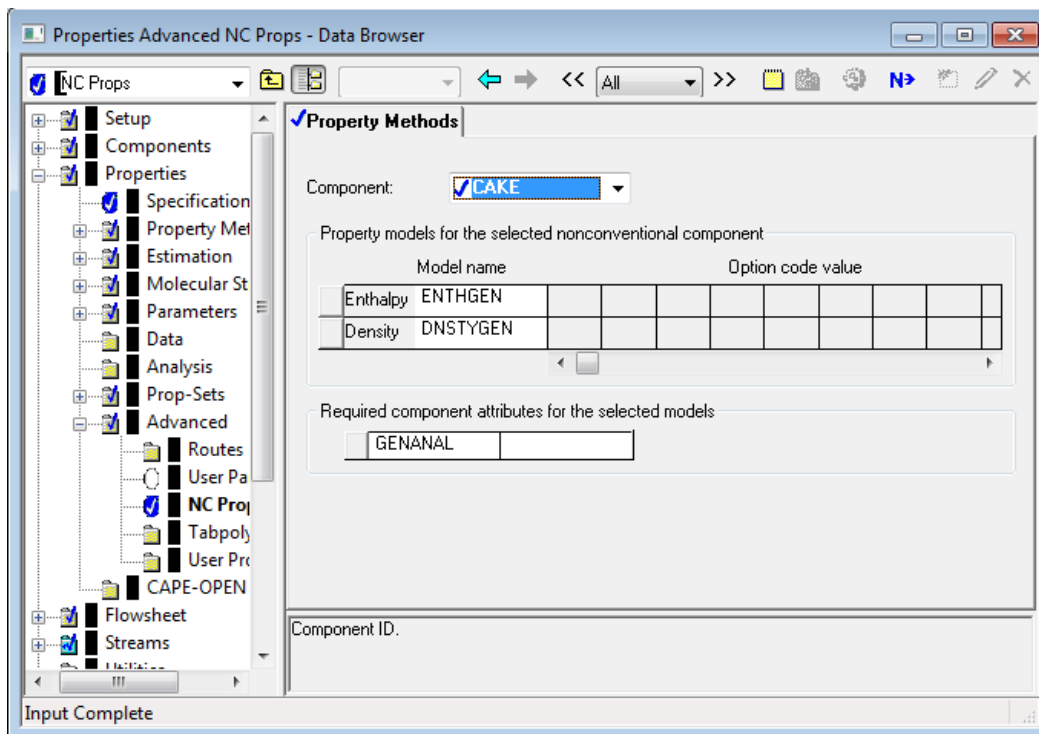 Properties Advanced NC Props - Data Browser
NC Props
<< All >>
N
Setup
Components
Properties
Specification
Property Met
Estimation
Molecular St
Parameters
Data
Analysis
Prop-Sets
Advanced
Routes
User Pa
NC Prop
Tabpoly
User Pro
CAPE-OPEN
Flowsheet
Streams
Property Methods
Component: CAKE
Property models for the selected nonconventional component
Model name Option code value
Enthalpy ENTHGEN
Density DNSTYGEN
Required component attributes for the selected models
GENANAL
Component ID.
Input Complete